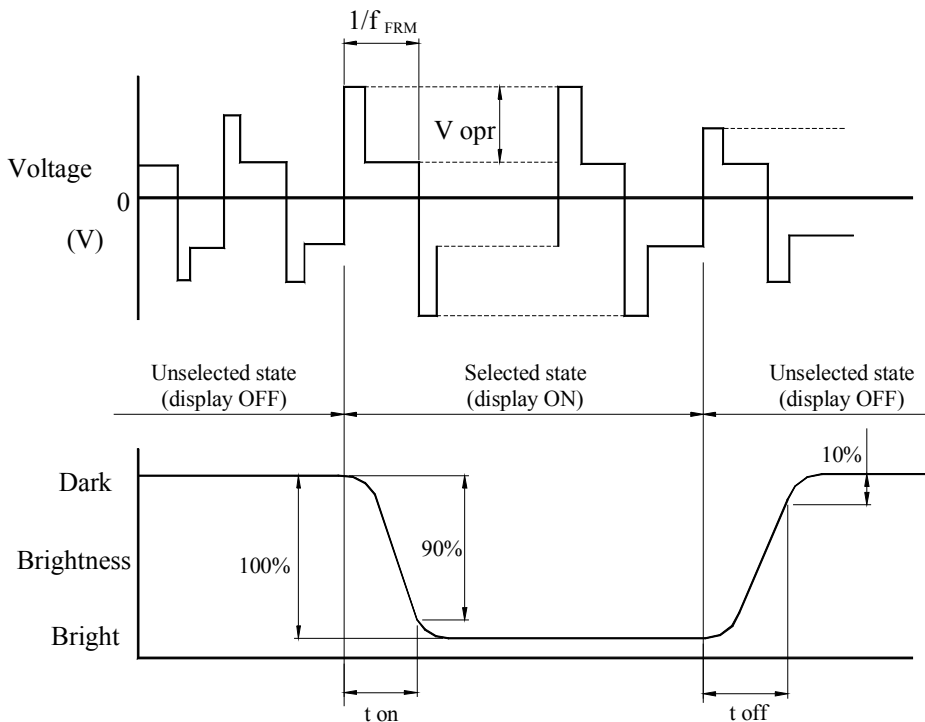 1/f FRM
V opr
Voltage
0
(V)
Unselected state
(display OFF)
Selected state
(display ON)
Unselected state
(display OFF)
10%
Dark
90%
100%
Brightness
Bright
t on
t off